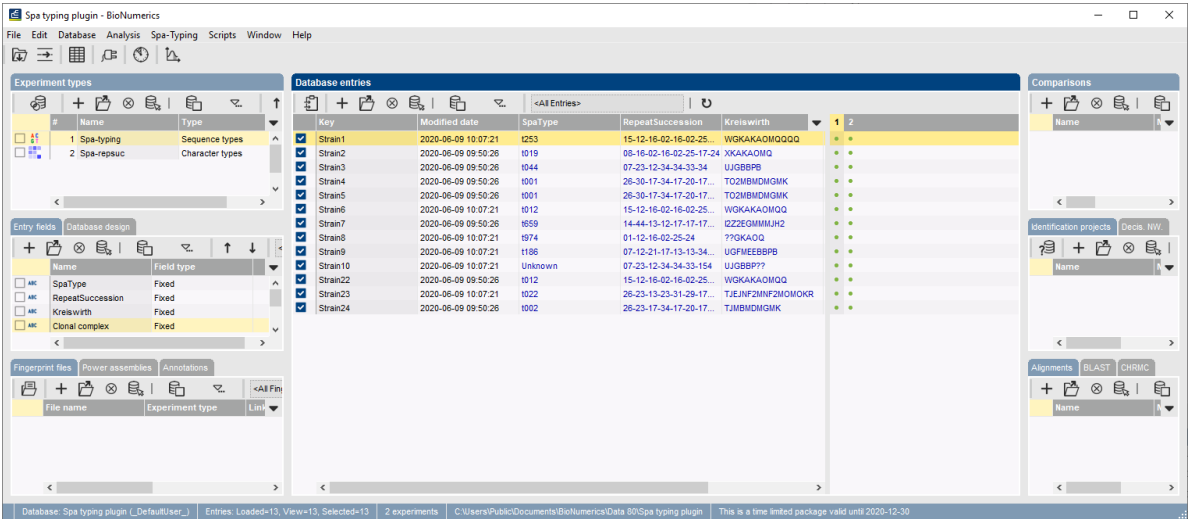 Spa typing plugin - BioNumerics
File Edit Database Analysis Spa-Typing Scripts Window Help
Experiment types
# Name Type
1 Spa-typing Sequence types
2 Spa-repsuc Character types
Entry fields Database design
Name Field type
SpaType Fixed
RepeatSuccession Fixed
Kreiswirth Fixed
Clonal complex Fixed
Fingerprint files Power assemblies Annotations
<All Fin
File name Experiment type Link
Database entries
<All Entries>
Key Modified date SpaType RepeatSuccession Kreiswirth 1 2
Strain1 2020-06-09 10:07:21 t253 15-12-16-02-16-02-25... WGKAKAOMQQQQ
Strain2 2020-06-09 09:50:26 t019 08-16-02-16-02-25-17-24 XKAKAOMQ
Strain3 2020-06-09 09:50:26 t044 07-23-12-34-34-33-34 UJGBBPB
Strain4 2020-06-09 09:50:26 t001 26-30-17-34-17-20-17... TO2MBMDMGMK
Strain5 2020-06-09 09:50:26 t001 26-30-17-34-17-20-17... TO2MBMDMGMK
Strain6 2020-06-09 10:07:21 t012 15-12-16-02-16-02-25... WGKAKAOMQQ
Strain7 2020-06-09 10:07:21 t659 14-44-13-12-17-17-17... IZZ2EGMMMJH2
Strain8 2020-06-09 10:07:21 t974 01-12-16-02-25-24 ??GKAOQ
Strain9 2020-06-09 10:07:21 t186 07-12-21-17-13-13-34... UGFMEEBBPB
Strain10 2020-06-09 10:07:21 Unknown 07-23-12-34-34-33-154 UJGBBP??
Strain22 2020-06-09 09:50:26 t012 15-12-16-02-16-02-25... WGKAKAOMQQ
Strain23 2020-06-09 10:07:21 t022 26-23-13-23-31-29-17... TJEJNF2MNF2MOMOKR
Strain24 2020-06-09 09:50:26 t002 26-23-17-34-17-20-17... TJMBMDMGMK
Comparisons
Name
Identification projects Decis. NW.
Name
Alignments BLAST CHRMC
Name
Database: Spa typing plugin (_DefaultUser_) Entries: Loaded=13, View=13, Selected=13 2 experiments C:\Users\Public\Documents\BioNumerics\Data 80\Spa typing plugin This is a time limited package valid until 2020-12-30